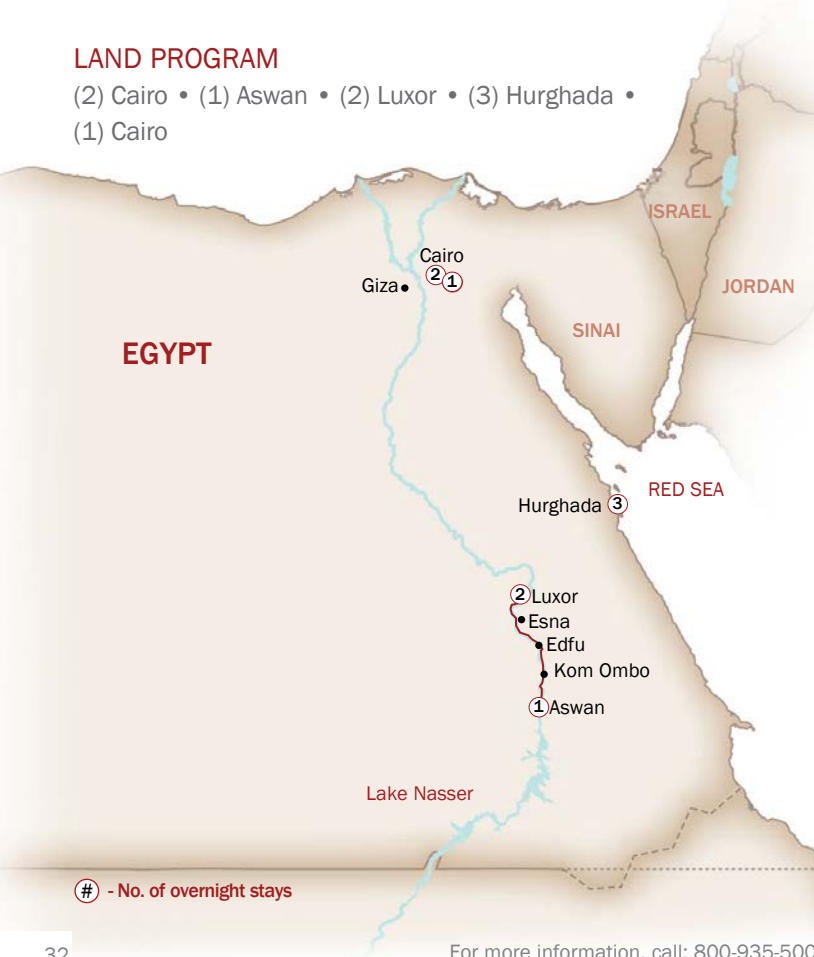 LAND PROGRAM
(2) Cairo • (1) Aswan • (2) Luxor • (3) Hurghada •
(1) Cairo
ISRAEL
Cairo
2 1
Giza
JORDAN
SINAI
EGYPT
RED SEA
Hurghada 3
2 Luxor
Esna
Edfu
Kom Ombo
1 Aswan
Lake Nasser
# - No. of overnight stays
32
For more information, call: 800-935-500